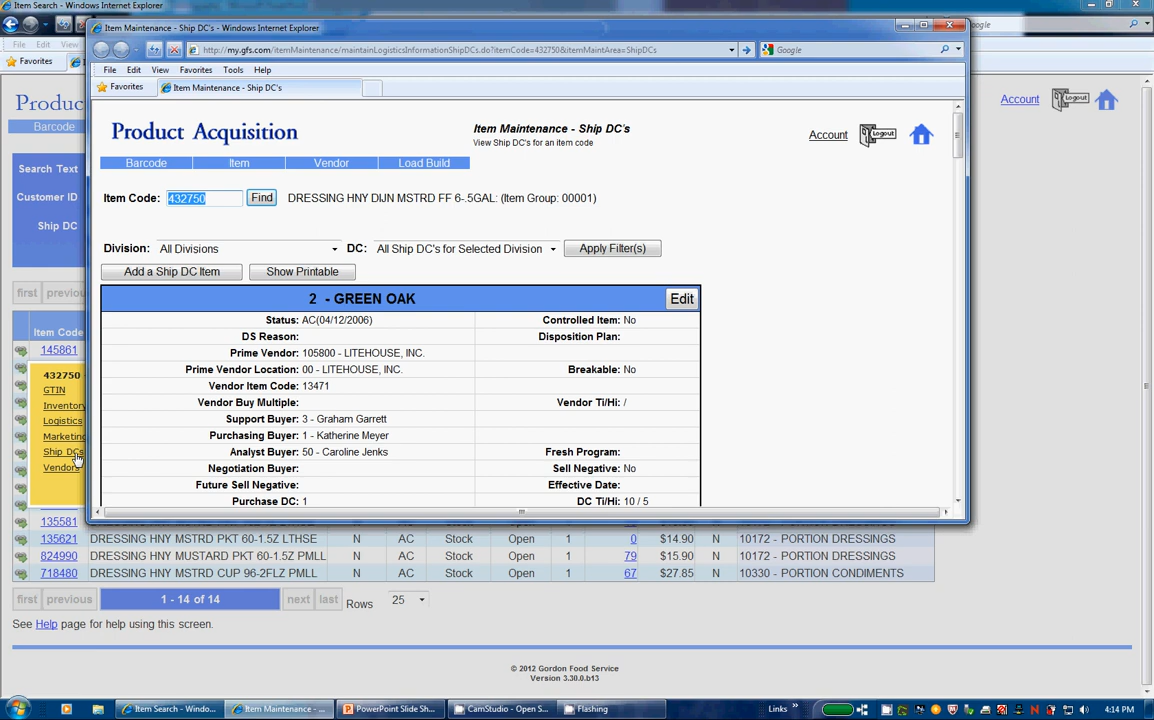 Item Search - Windows Internet Explorer
Item Maintenance - Ship DC's - Windows Internet Explorer
http://my.gfs.com/itemMaintenance/maintainLogisticsInformationShipDCs.do?itemCode=432750&itemMaintArea=ShipDCs
Google
File Edit View
File Edit View Favorites Tools Help
Favorites
Favorites
Item Maintenance - Ship DC's
Produc
Product Acquisition
Item Maintenance - Ship DC's
View Ship DC's for an item code
Account
Logout
Account
Logout
Barcode
Barcode Item Vendor Load Build
Search Text
Customer ID
Ship DC
Item Code: 432750 Find DRESSING HNY DIJN MSTRD FF 6-.5GAL: (Item Group: 00001)
Division: All Divisions DC: All Ship DC's for Selected Division Apply Filter(s)
Add a Ship DC Item Show Printable
first previou
2 - GREEN OAK Edit
Status: AC(04/12/2006) Controlled Item: No
DS Reason: Disposition Plan:
Prime Vendor: 105800 - LITEHOUSE, INC.
Prime Vendor Location: 00 - LITEHOUSE, INC. Breakable: No
Vendor Item Code: 13471
Vendor Buy Multiple: Vendor Ti/Hi: /
Support Buyer: 3 - Graham Garrett
Purchasing Buyer: 1 - Katherine Meyer
Analyst Buyer: 50 - Caroline Jenks Fresh Program:
Negotiation Buyer: Sell Negative: No
Future Sell Negative: Effective Date:
Purchase DC: 1 DC Ti/Hi: 10 / 5
Item Code
145861
432750 -
GTIN
Inventory
Logistics
Marketing
Ship DCs
Vendors
135581
135621 DRESSING HNY MSTRD PKT 60-1.5Z LTHSE N AC Stock Open 1 0 $14.90 N 10172 - PORTION DRESSINGS
824990 DRESSING HNY MUSTARD PKT 60-1.5Z PMLL N AC Stock Open 1 79 $15.90 N 10172 - PORTION DRESSINGS
718480 DRESSING HNY MSTRD CUP 96-2FLZ PMLL N AC Stock Open 1 67 $27.85 N 10330 - PORTION CONDIMENTS
first previous 1 - 14 of 14 next last Rows 25
See Help page for help using this screen.
© 2012 Gordon Food Service
Version 3.30.0.b13
Item Search - Windo... Item Maintenance - ... PowerPoint Slide Sh... CamStudio - Open S... Flashing Links 4:14 PM